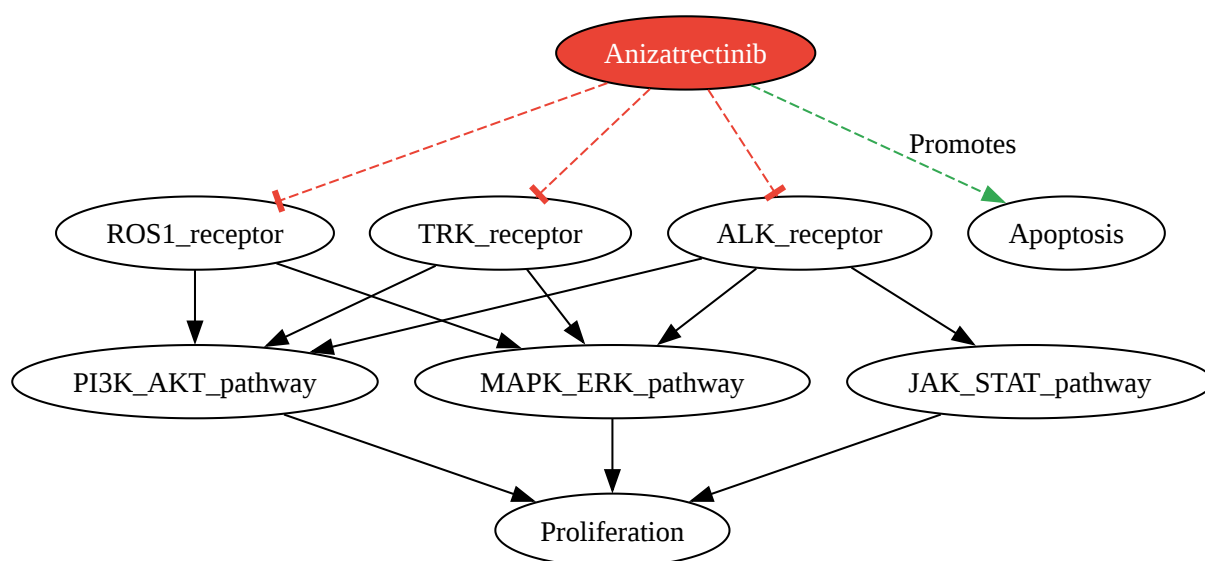 Anizatrectinib
Promotes
ROS1_receptor
TRK_receptor
ALK_receptor
Apoptosis
PI3K_AKT_pathway
MAPK_ERK_pathway
JAK_STAT_pathway
Proliferation